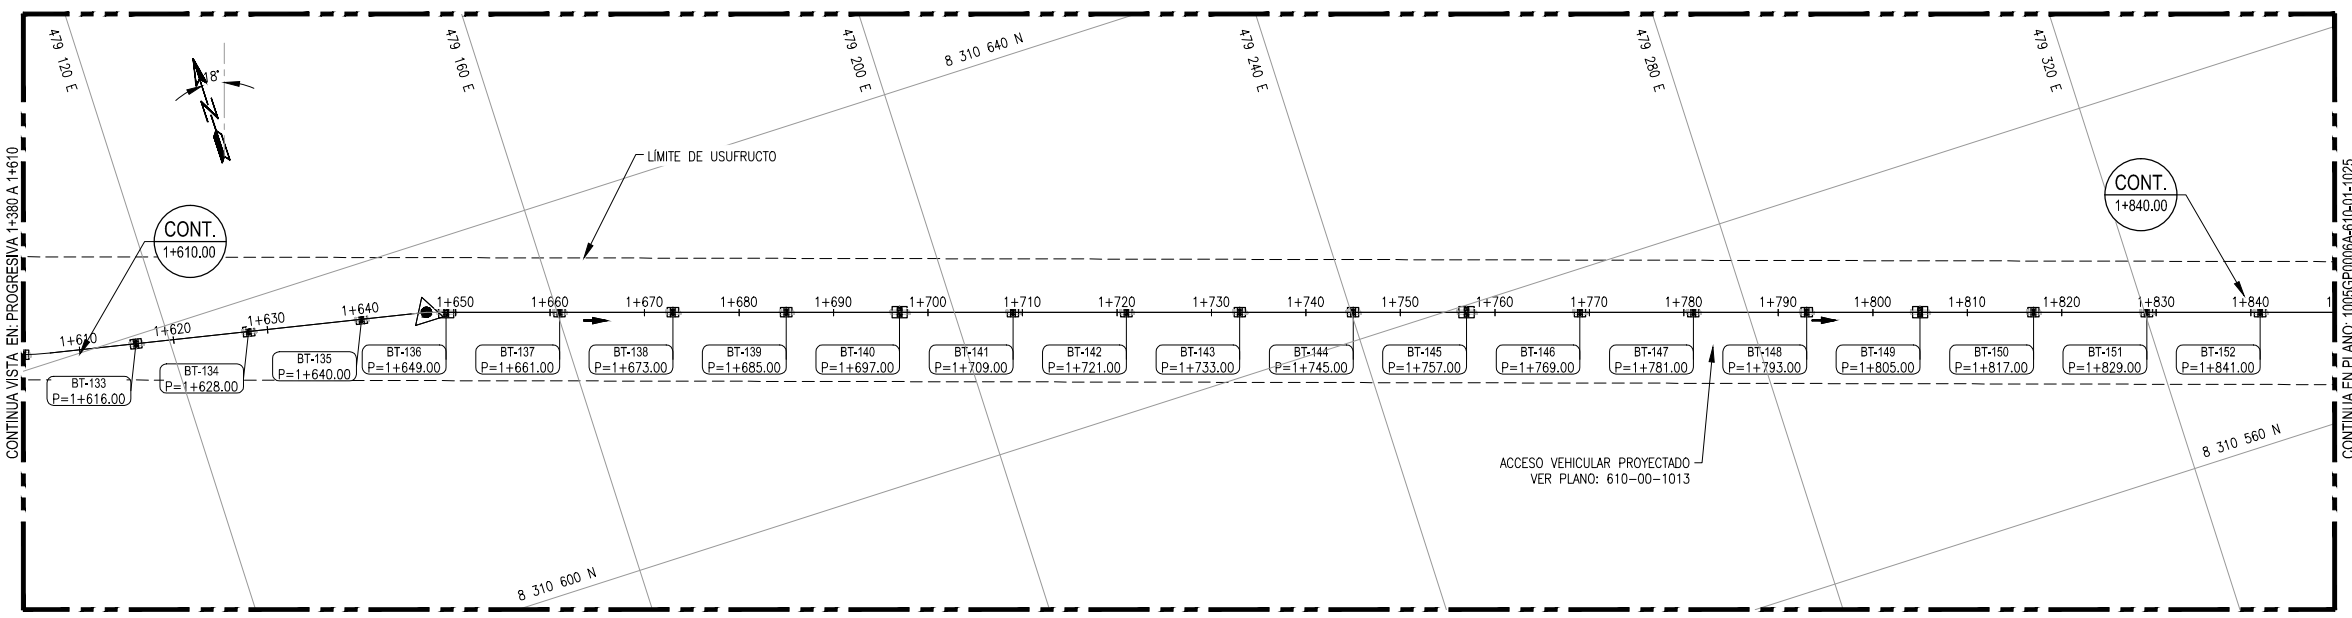 479 120 E
479 160 E
479 200 E
479 240 E
479 280 E
479 320 E
8 310 640 N
18°
N
LÍMITE DE USUFRUCTO
CONTINUA VISTA EN: PROGRESIVA 1+380 A 1+610
CONT.
1+610.00
CONT.
1+840.00
CONTINUA EN PLANO: 1005GP0006A-610-01-1025
1+610
1+620
1+630
1+640
1+650
1+660
1+670
1+680
1+690
1+700
1+710
1+720
1+730
1+740
1+750
1+760
1+770
1+780
1+790
1+800
1+810
1+820
1+830
1+840
BT-133
P=1+616.00
BT-134
P=1+628.00
BT-135
P=1+640.00
BT-136
P=1+649.00
BT-137
P=1+661.00
BT-138
P=1+673.00
BT-139
P=1+685.00
BT-140
P=1+697.00
BT-141
P=1+709.00
BT-142
P=1+721.00
BT-143
P=1+733.00
BT-144
P=1+745.00
BT-145
P=1+757.00
BT-146
P=1+769.00
BT-147
P=1+781.00
BT-148
P=1+793.00
BT-149
P=1+805.00
BT-150
P=1+817.00
BT-151
P=1+829.00
BT-152
P=1+841.00
ACCESO VEHICULAR PROYECTADO
VER PLANO: 610-00-1013
8 310 560 N
8 310 600 N